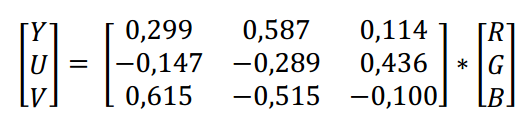 [Y] [0,299 0,587 0,114] [R]
[U] = [−0,147 −0,289 0,436] * [G]
[V.] [0,615 −0,515 −0,100.] [B.]